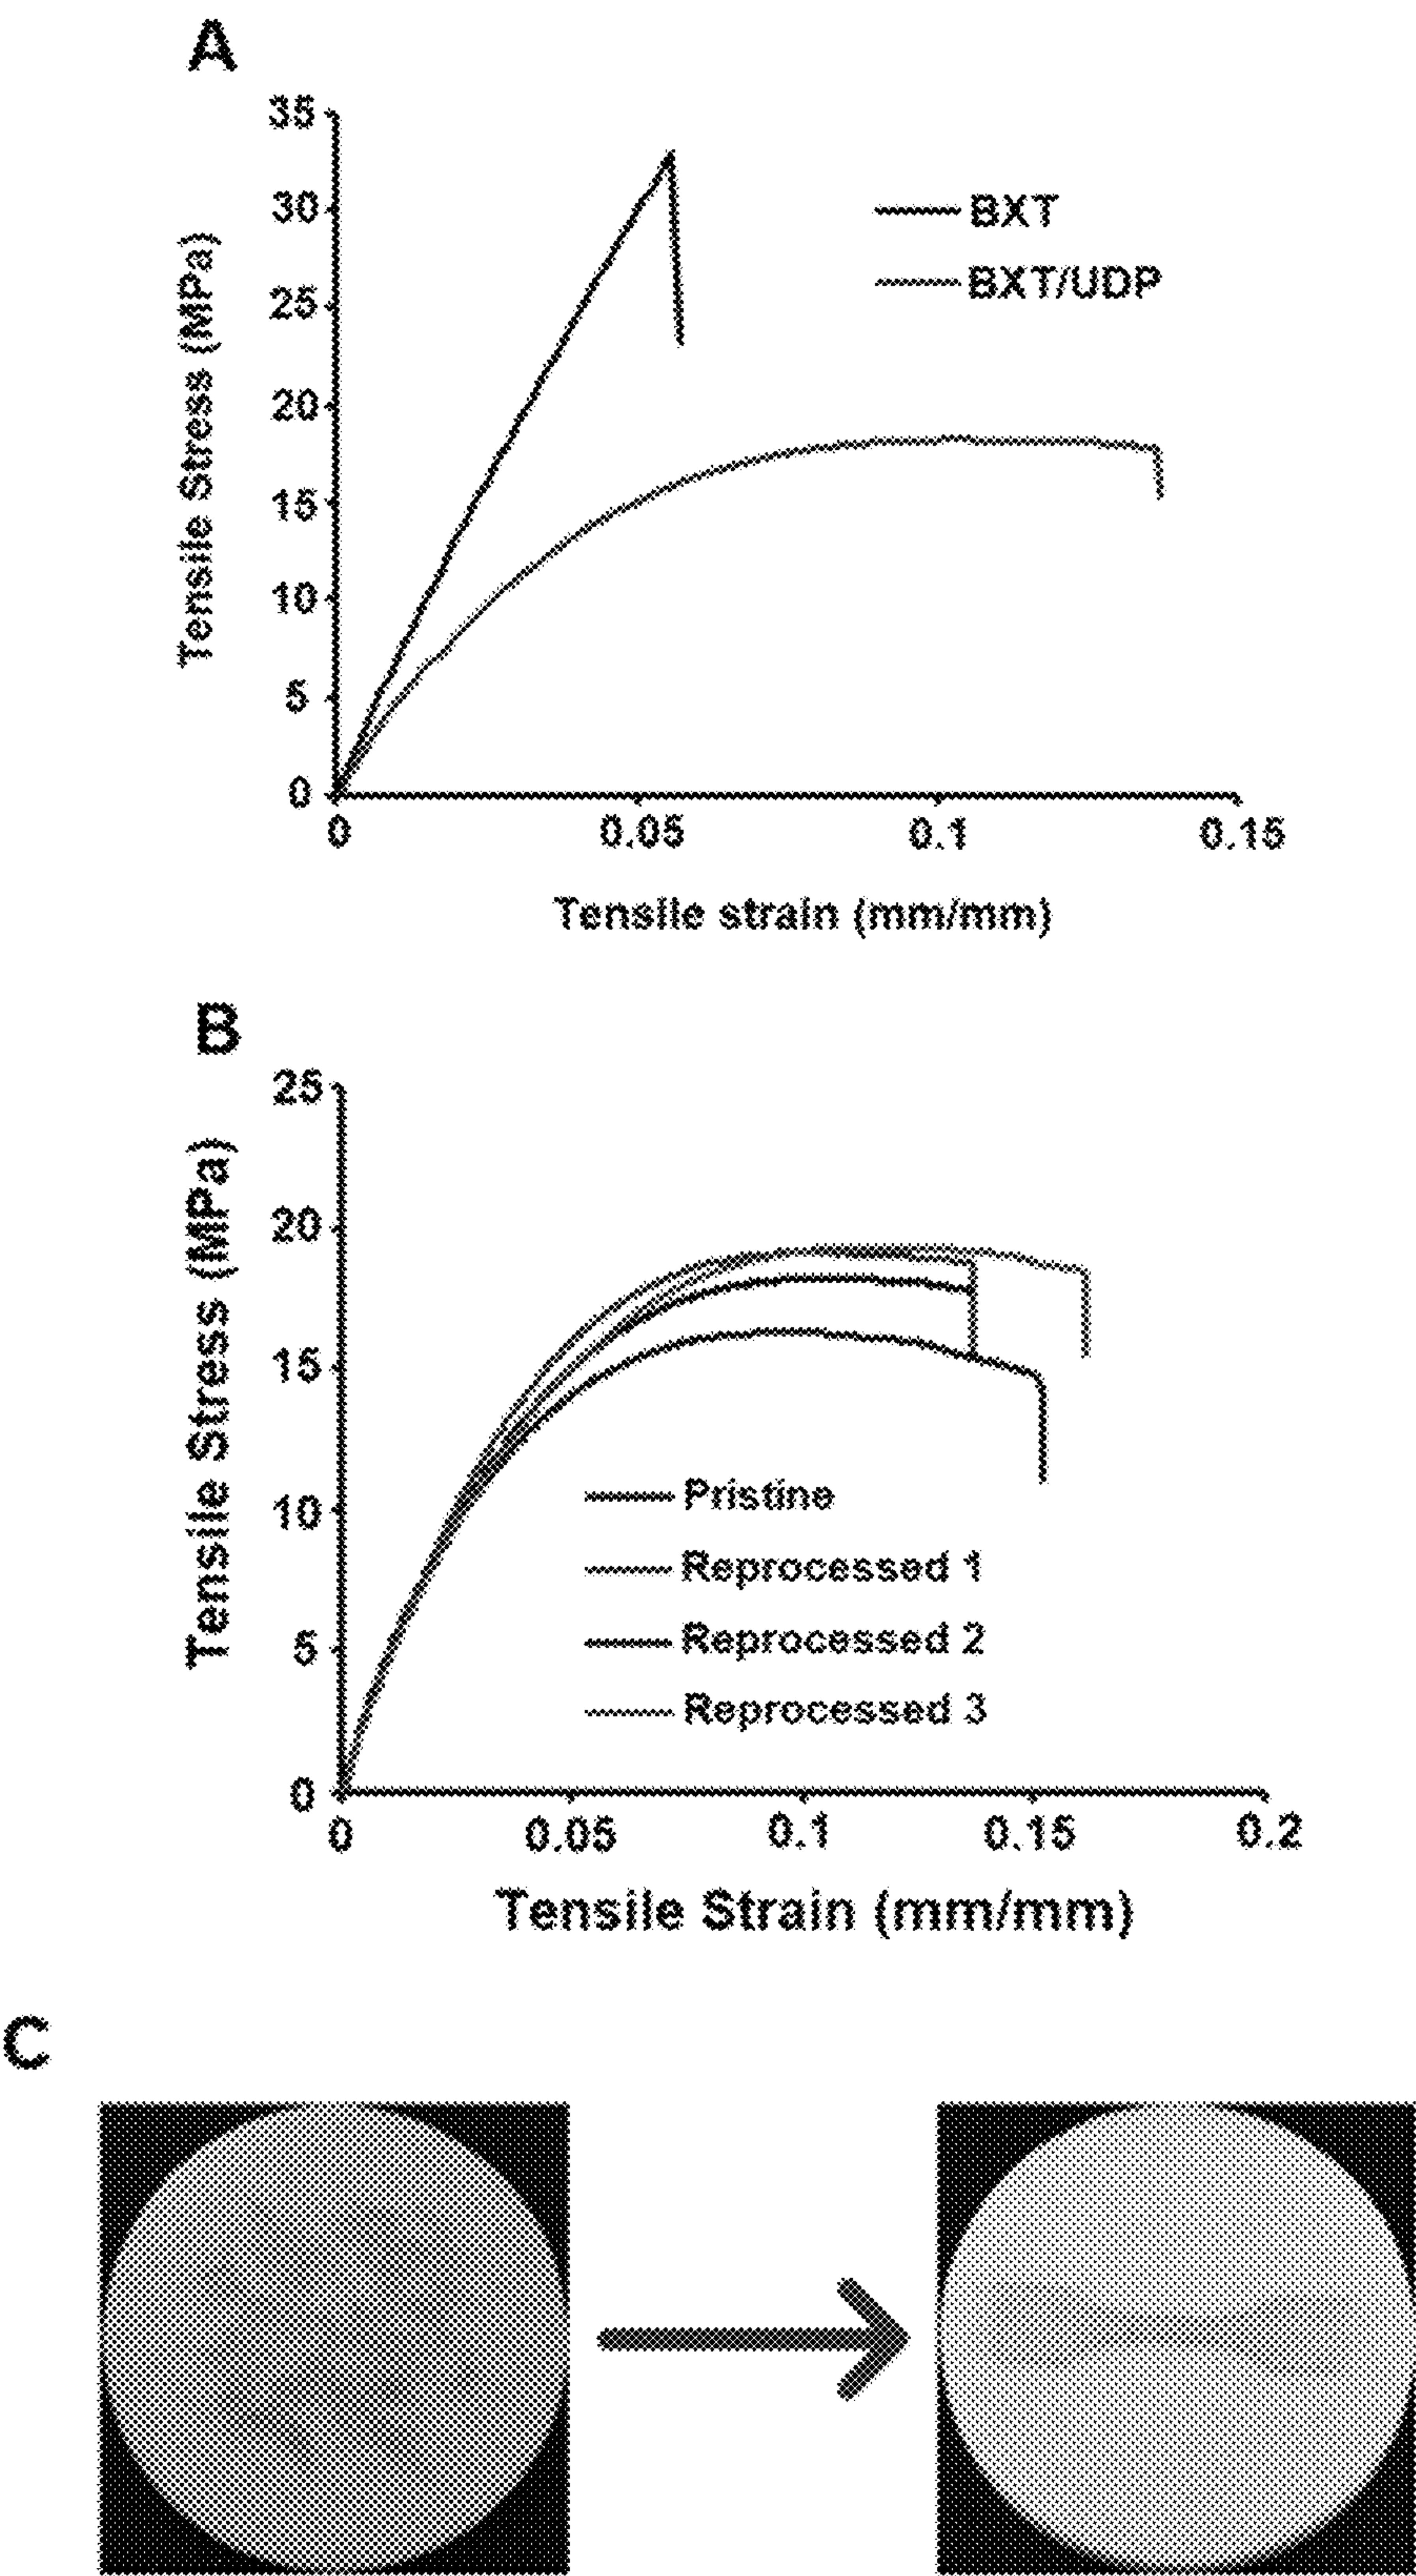 A
35
30
25
20
15
10
5
0
Tensile Stress (MPa)
BXT
BXT/UDP
0 0.05 0.1 0.15
Tensile strain (mm/mm)
B
25
20
15
10
5
0
Tensile Stress (MPa)
Pristine
Reprocessed 1
Reprocessed 2
Reprocessed 3
0 0.05 0.1 0.15 0.2
Tensile Strain (mm/mm)
C